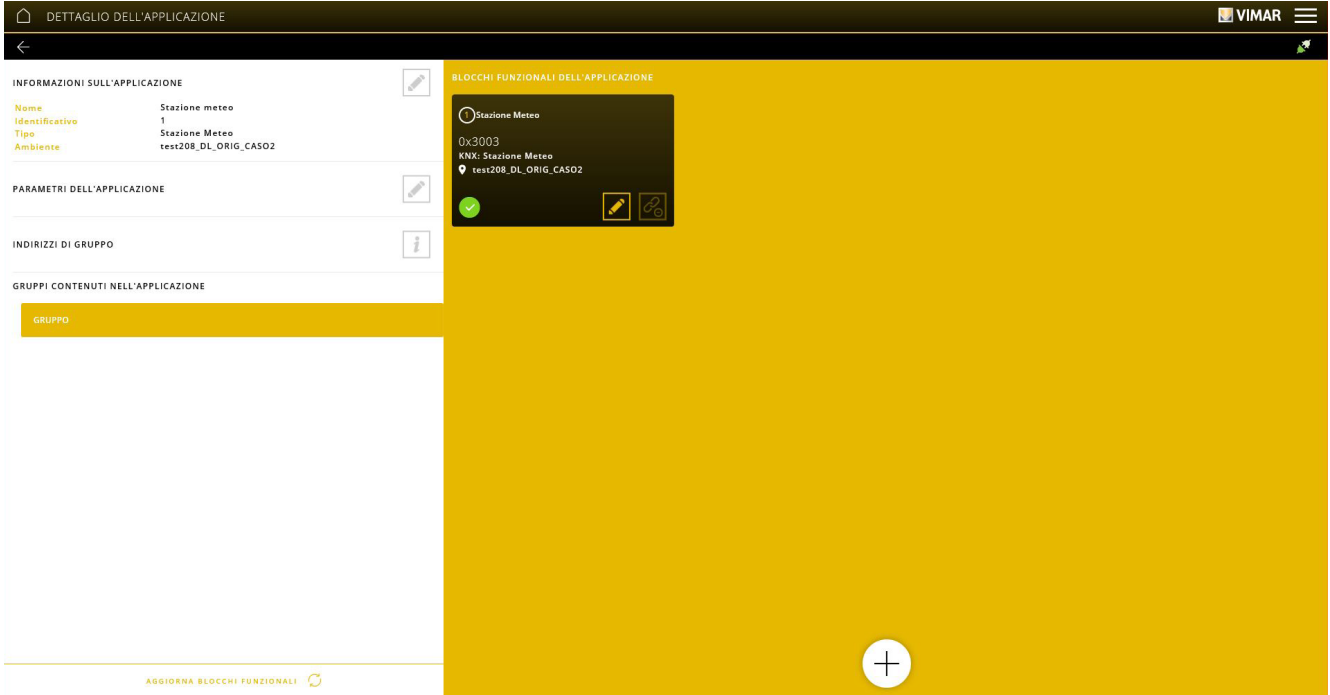 DETTAGLIO DELL'APPLICAZIONE
VIMAR
INFORMAZIONI SULL'APPLICAZIONE
Nome Stazione meteo
Identificativo 1
Tipo Stazione Meteo
Ambiente test208_DL_ORIG_CASO2
PARAMETRI DELL'APPLICAZIONE
INDIRIZZI DI GRUPPO
i
GRUPPI CONTENUTI NELL'APPLICAZIONE
GRUPPO
AGGIORNA BLOCCHI FUNZIONALI
BLOCCHI FUNZIONALI DELL'APPLICAZIONE
1 Stazione Meteo
0x3003
KNX: Stazione Meteo
test208_DL_ORIG_CASO2